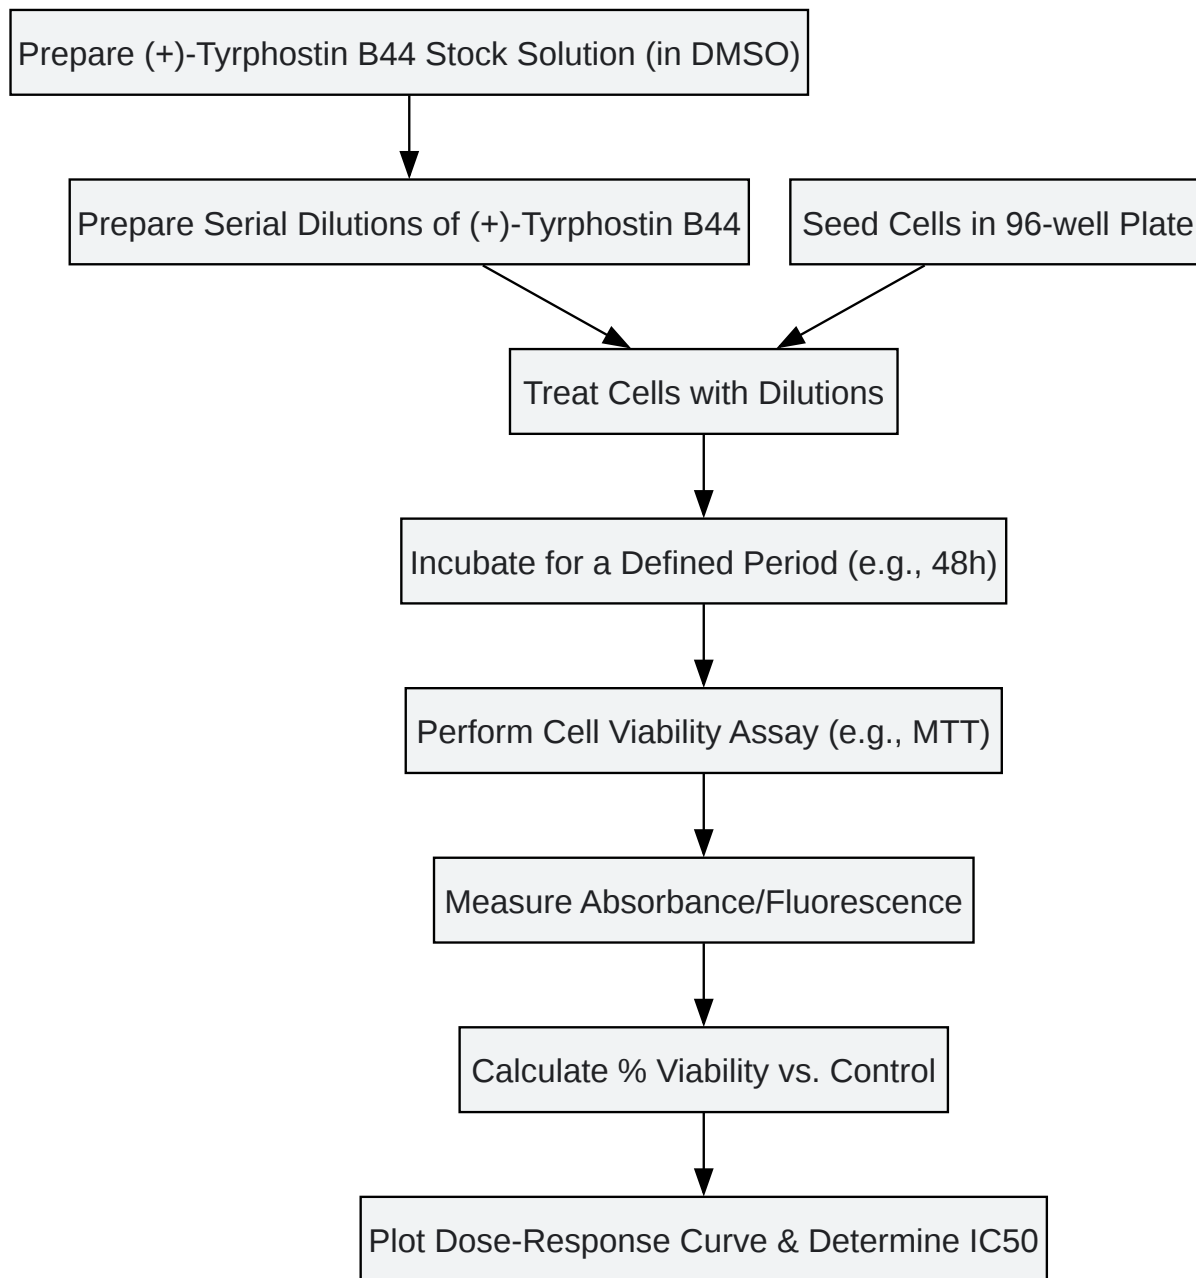 Prepare (+)-Tyrphostin B44 Stock Solution (in DMSO)
Prepare Serial Dilutions of (+)-Tyrphostin B44
Seed Cells in 96-well Plate
Treat Cells with Dilutions
Incubate for a Defined Period (e.g., 48h)
Perform Cell Viability Assay (e.g., MTT)
Measure Absorbance/Fluorescence
Calculate % Viability vs. Control
Plot Dose-Response Curve & Determine IC50